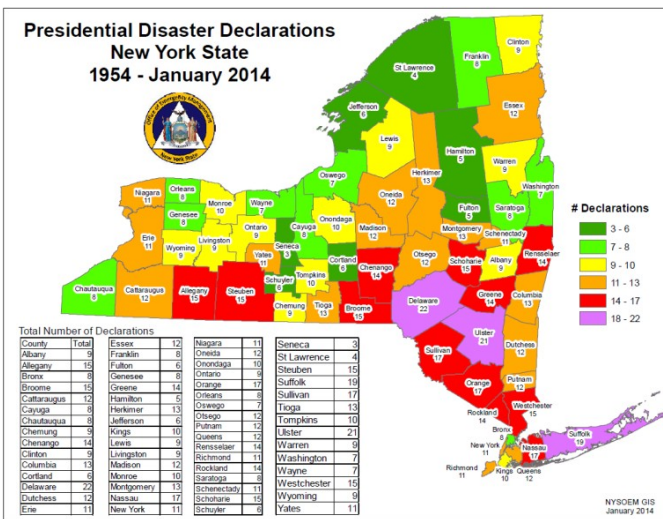 Presidential Disaster Declarations
New York State
1954 - January 2014
Office of Emergency Management
New York State
Clinton
9
Franklin
8
St Lawrence
4
Essex
12
Jefferson
6
Lewis
9
Hamilton
5
Herkimer
13
Warren
9
Washington
7
Oswego
7
Oneida
12
Fulton
5
Saratoga
8
Niagara
11
Orleans
8
Monroe
10
Wayne
7
Genesee
8
Onondaga
10
Cayuga
8
Ontario
9
Madison
12
Montgomery
13
Schenectady
11
Erie
11
Wyoming
9
Livingston
9
Yates
11
Seneca
3
Cortland
6
Chenango
14
Otsego
12
Schoharie
15
Albany
9
Rensselaer
14
Chautauqua
8
Cattaraugus
12
Allegany
15
Steuben
15
Schuyler
6
Tompkins
10
Chemung
9
Tioga
13
Broome
15
Delaware
22
Greene
14
Columbia
13
Ulster
21
Dutchess
12
Sullivan
17
Orange
17
Putnam
12
Rockland
14
Westchester
15
Bronx
8
New York
11
Nassau
17
Suffolk
19
Richmond
11
Kings
10
Queens
12
# Declarations
3 - 6
7 - 8
9 - 10
11 - 13
14 - 17
18 - 22
Total Number of Declarations
County Total
Albany 9
Allegany 15
Bronx 8
Broome 15
Cattaraugus 12
Cayuga 8
Chautauqua 8
Chemung 9
Chenango 14
Clinton 9
Columbia 13
Cortland 6
Delaware 22
Dutchess 12
Erie 11
Essex 12
Franklin 8
Fulton 6
Genesee 8
Greene 14
Hamilton 5
Herkimer 13
Jefferson 6
Kings 10
Lewis 9
Livingston 9
Madison 12
Monroe 10
Montgomery 13
Nassau 17
New York 11
Niagara 11
Oneida 12
Onondaga 10
Ontario 9
Orange 17
Orleans 8
Oswego 7
Otsego 12
Putnam 12
Queens 12
Rensselaer 14
Richmond 11
Rockland 14
Saratoga 8
Schenectady 11
Schoharie 15
Schuyler 6
Seneca 3
St Lawrence 4
Steuben 15
Suffolk 19
Sullivan 17
Tioga 13
Tompkins 10
Ulster 21
Warren 9
Washington 7
Wayne 7
Westchester 15
Wyoming 9
Yates 11
NYSOEM GIS
January 2014